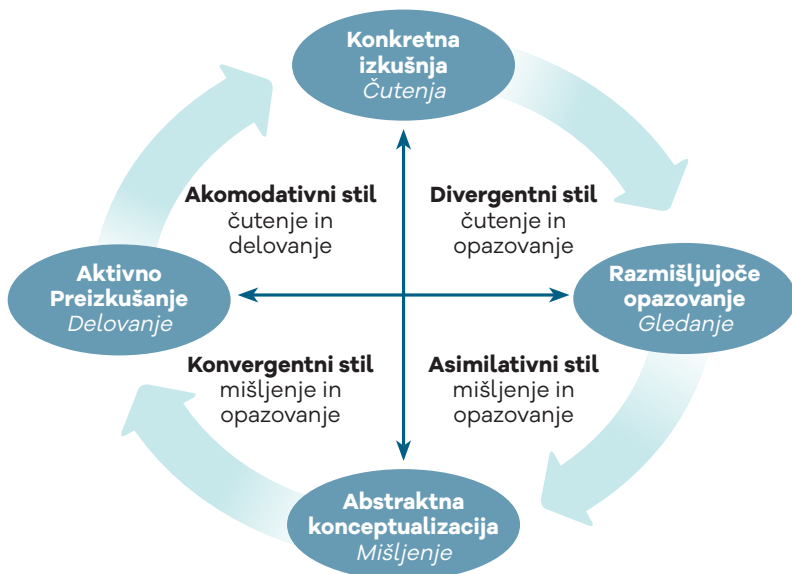 Konkretna
izkušnja
Čutenja
Akomodativni stil
čutenje in
delovanje
Divergentni stil
čutenje in
opazovanje
Aktivno
Preizkušanje
Delovanje
Razmišljujoče
opazovanje
Gledanje
Konvergentni stil
mišljenje in
opazovanje
Asimilativni stil
mišljenje in
opazovanje
Abstraktna
konceptualizacija
Mišljenje